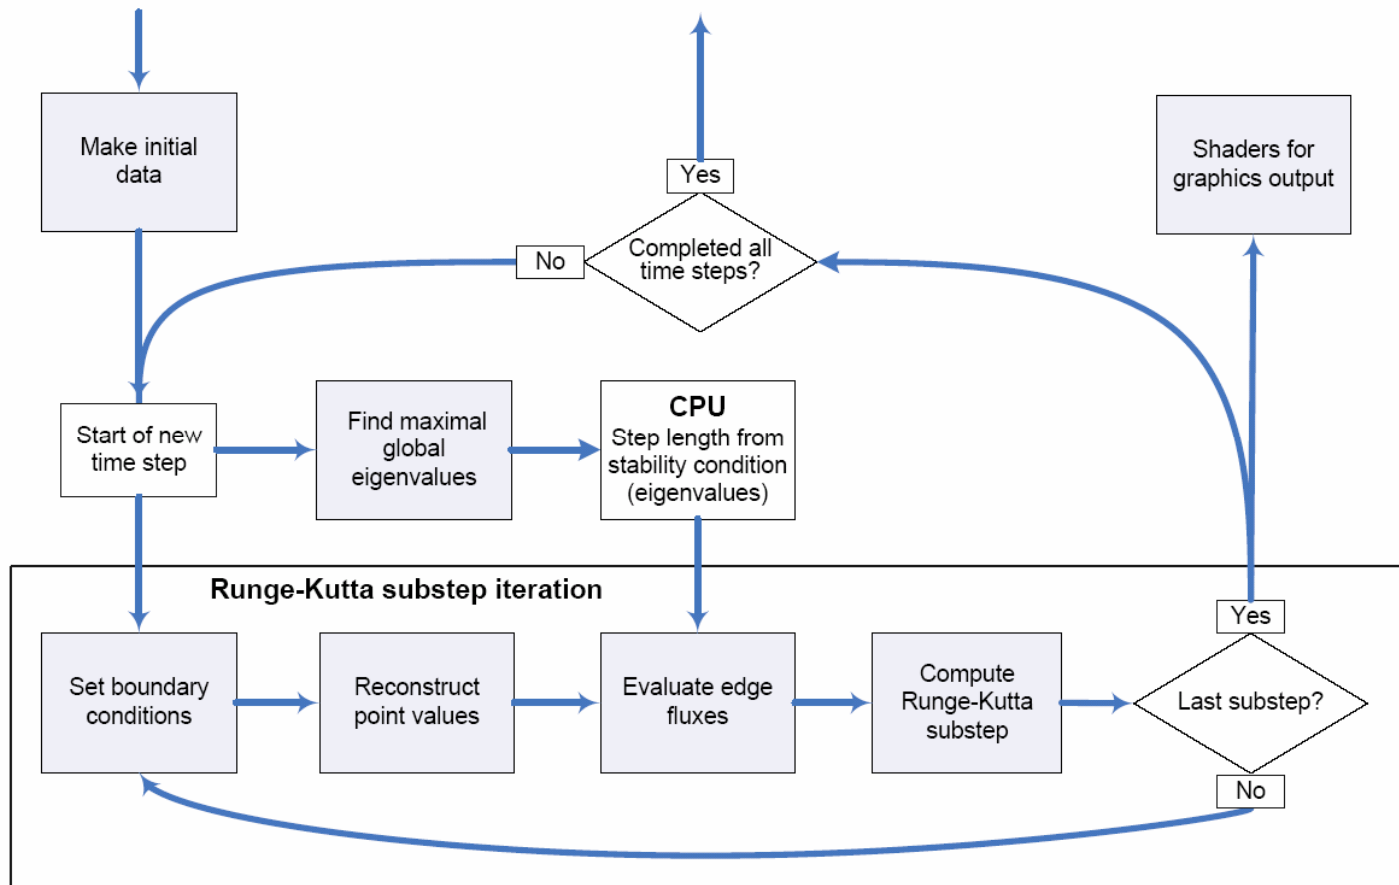 Make initial
data
Yes
Completed all
time steps?
No
Shaders for
graphics output
Start of new
time step
Find maximal
global
eigenvalues
CPU
Step length from
stability condition
(eigenvalues)
Runge-Kutta substep iteration
Set boundary
conditions
Reconstruct
point values
Evaluate edge
fluxes
Compute
Runge-Kutta
substep
Yes
Last substep?
No